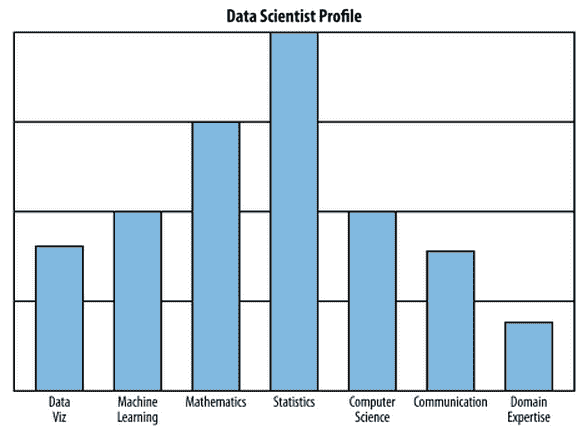 Data Scientist Profile
Data
Viz
Machine
Learning
Mathematics
Statistics
Computer
Science
Communication
Domain
Expertise